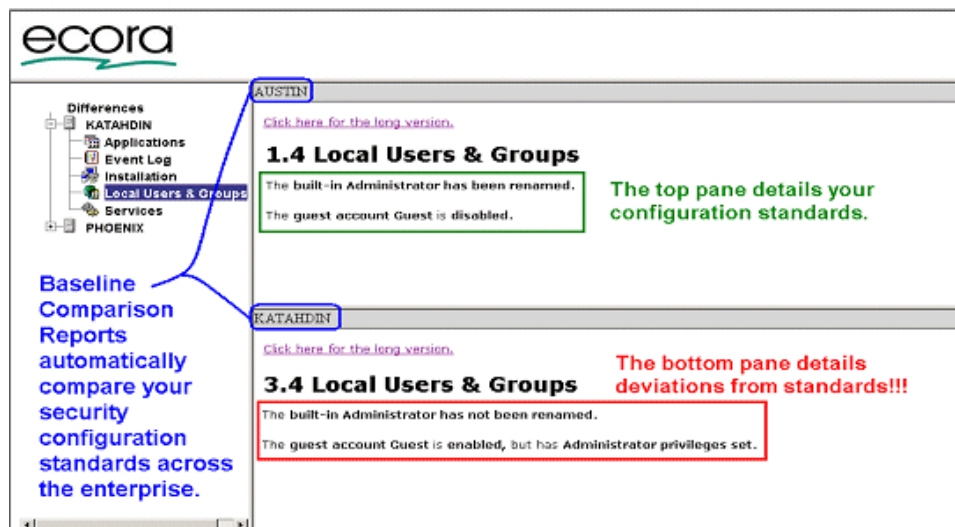 ecora
Differences
KATAHDIN
Applications
Event Log
Installation
Local Users & Groups
Services
PHOENIX
Baseline
Comparison
Reports
automatically
compare your
security
configuration
standards across
the enterprise.
AUSTIN
Click here for the long version.
1.4 Local Users & Groups
The built-in Administrator has been renamed.
The guest account Guest is disabled.
The top pane details your
configuration standards.
KATAHDIN
Click here for the long version.
3.4 Local Users & Groups
The bottom pane details
deviations from standards!!!
The built-in Administrator has not been renamed.
The guest account Guest is enabled, but has Administrator privileges set.